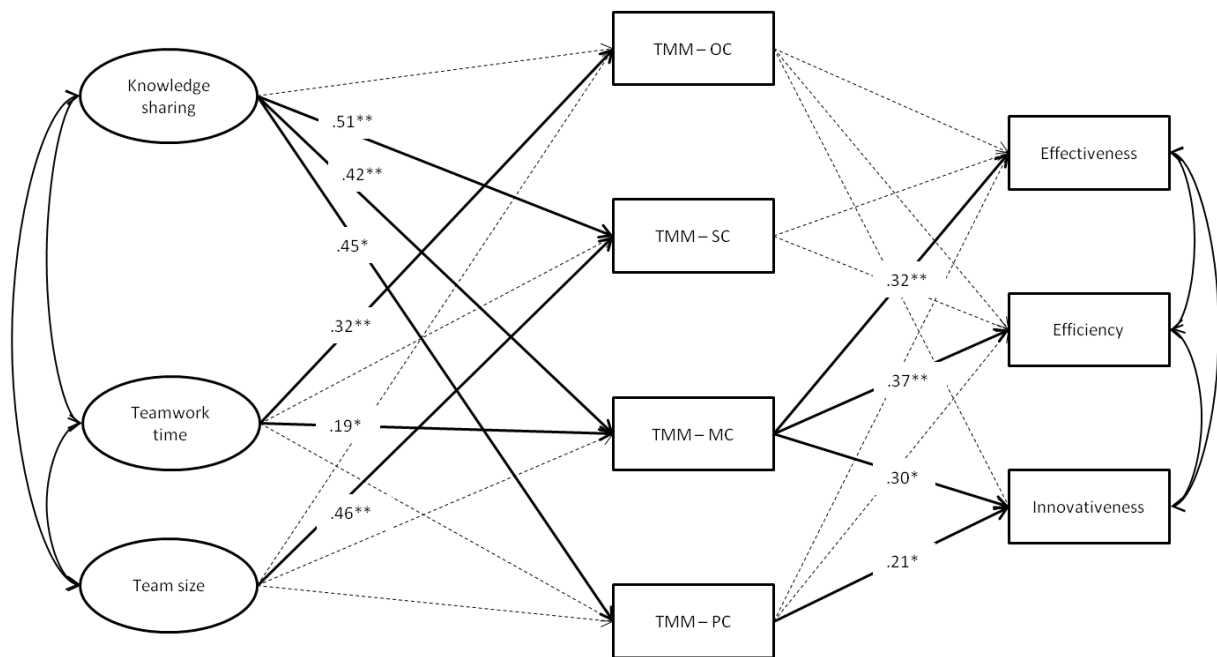 Knowledge
sharing
Teamwork
time
Team size
.51**
.42**
.45*
.32**
.19*
.46**
TMM – OC
TMM – SC
TMM – MC
TMM – PC
.32**
.37**
.30*
.21*
Effectiveness
Efficiency
Innovativeness